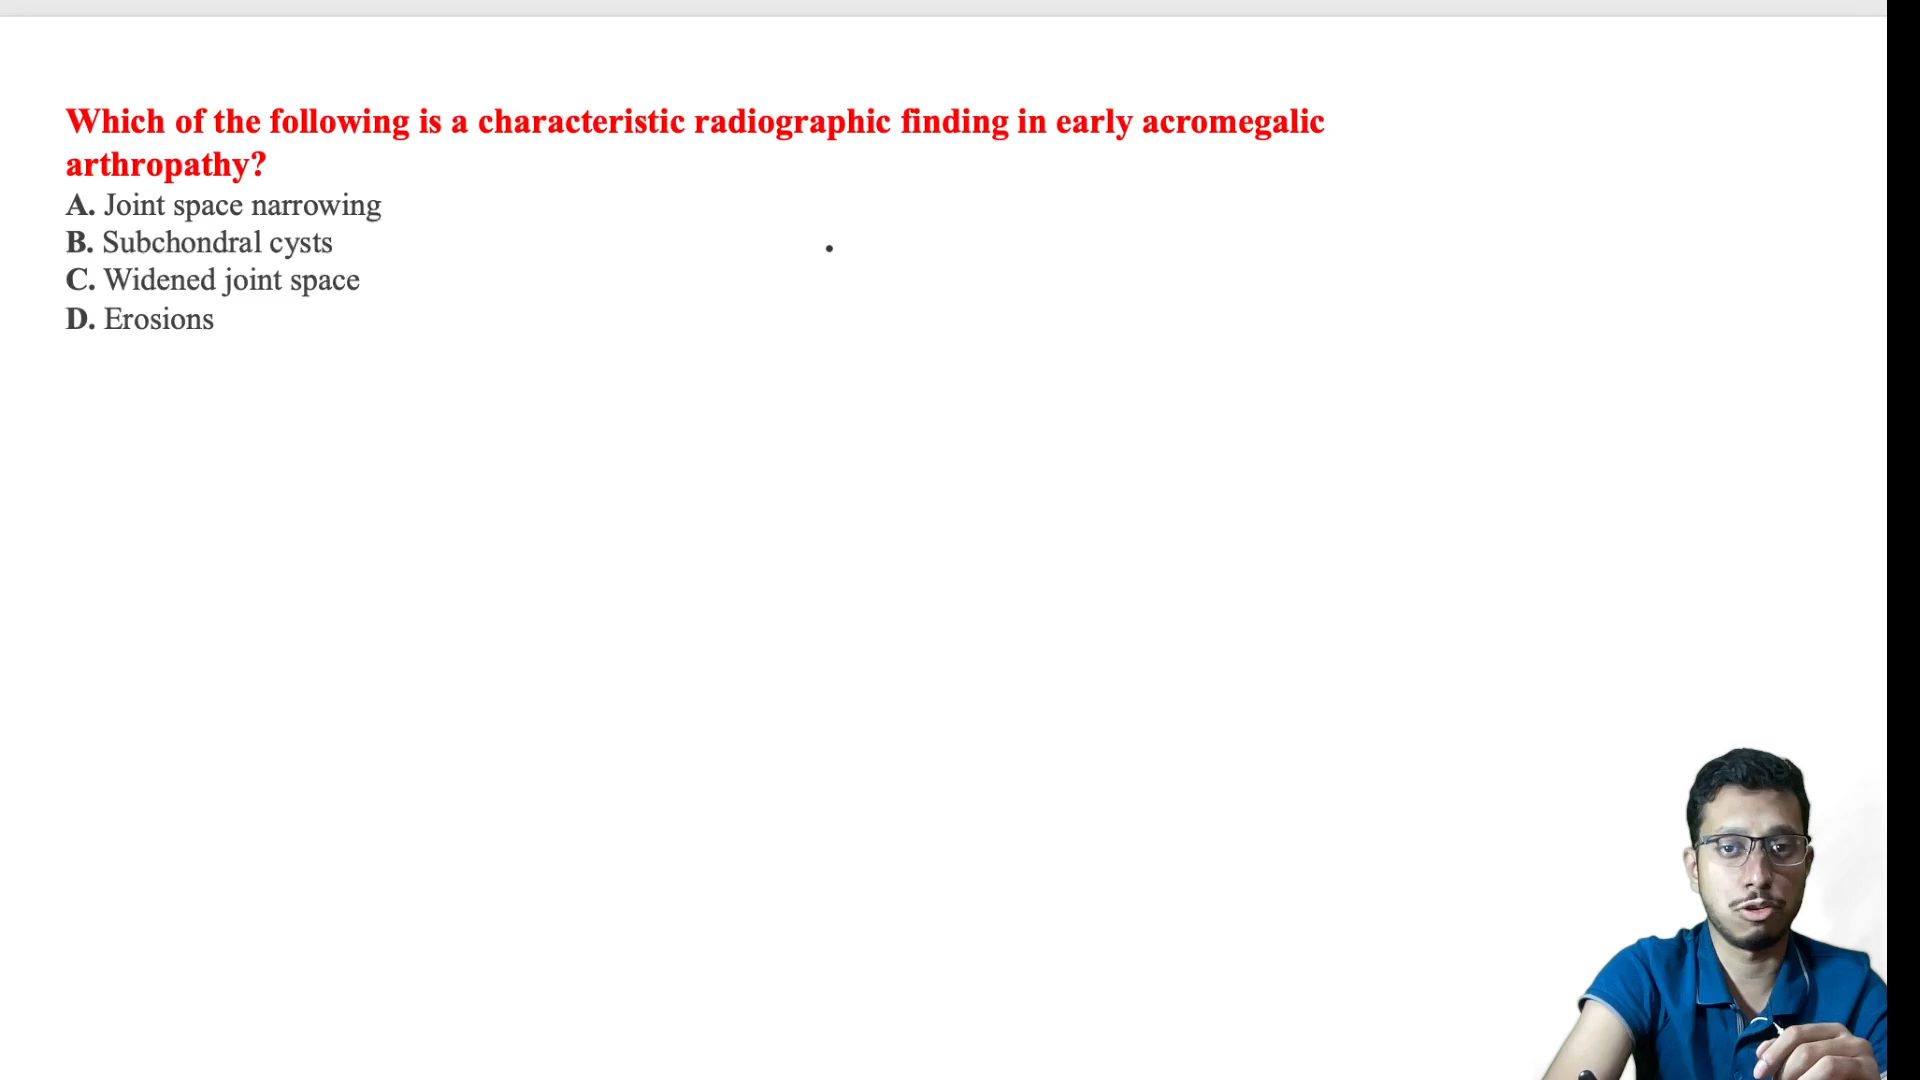 Which of the following is a characteristic radiographic finding in early acromegalic
arthropathy?
A. Joint space narrowing
B. Subchondral cysts
C. Widened joint space
D. Erosions